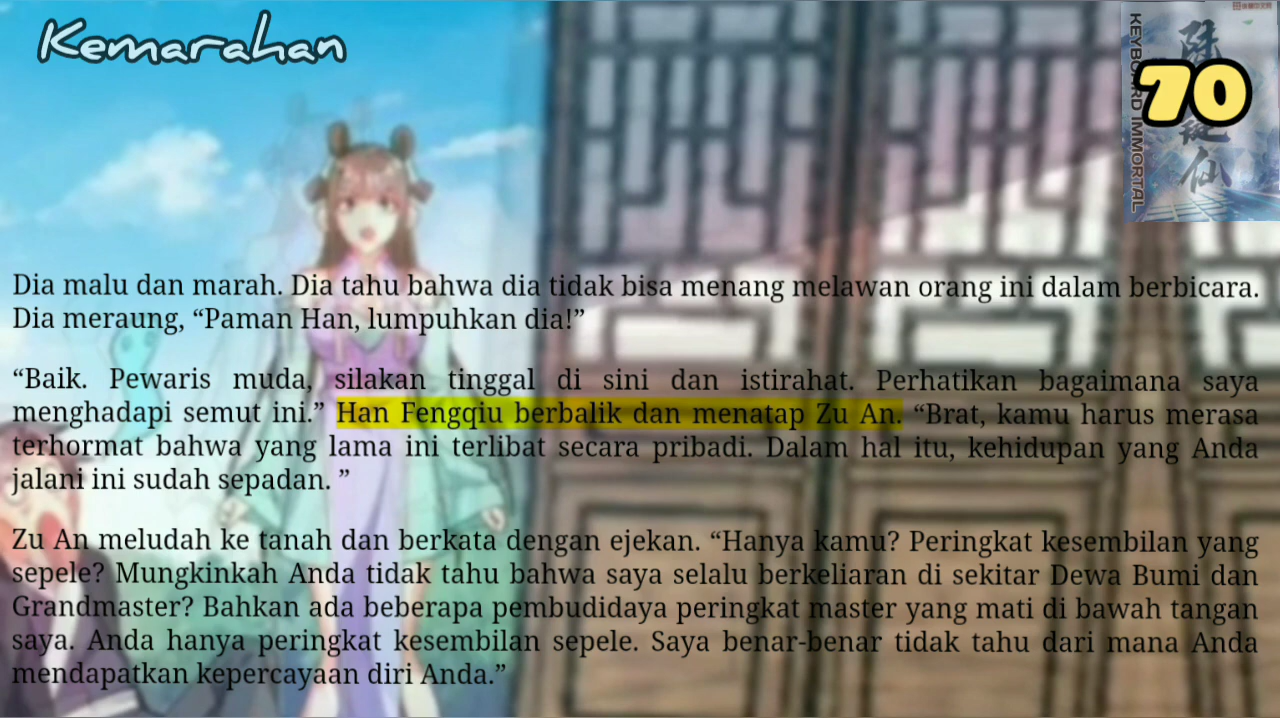 Kemarahan
KEYBOARD IMMORTAL
70
Dia malu dan marah. Dia tahu bahwa dia tidak bisa menang melawan orang ini dalam berbicara.
Dia meraung, “Paman Han, lumpuhkan dia!”
“Baik. Pewaris muda, silakan tinggal di sini dan istirahat. Perhatikan bagaimana saya
menghadapi semut ini.” Han Fengqiu berbalik dan menatap Zu An. “Brat, kamu harus merasa
terhormat bahwa yang lama ini terlibat secara pribadi. Dalam hal itu, kehidupan yang Anda
jalani ini sudah sepadan. ”
Zu An meludah ke tanah dan berkata dengan ejekan. “Hanya kamu? Peringkat kesembilan yang
sepele? Mungkinkah Anda tidak tahu bahwa saya selalu berkeliaran di sekitar Dewa Bumi dan
Grandmaster? Bahkan ada beberapa pembudidaya peringkat master yang mati di bawah tangan
saya. Anda hanya peringkat kesembilan sepele. Saya benar-benar tidak tahu dari mana Anda
mendapatkan kepercayaan diri Anda.”